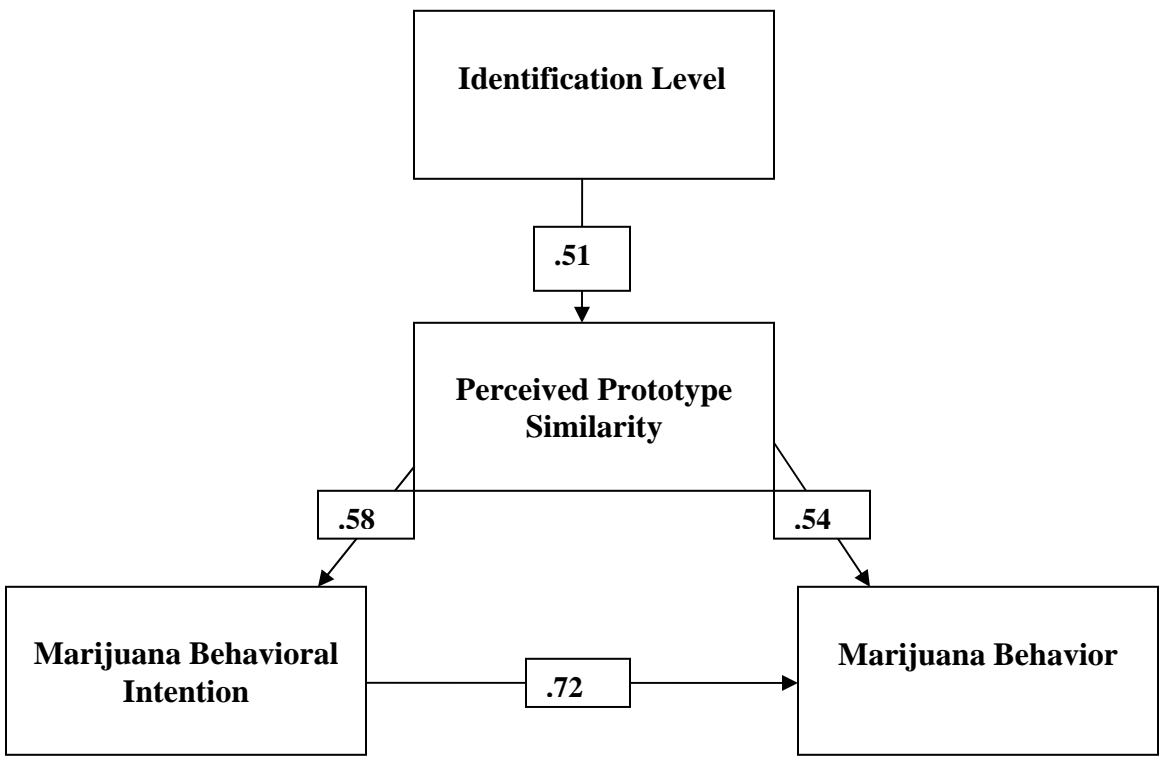 Identification Level
.51
Perceived Prototype
Similarity
.58
.54
Marijuana Behavioral
Intention
.72
Marijuana Behavior